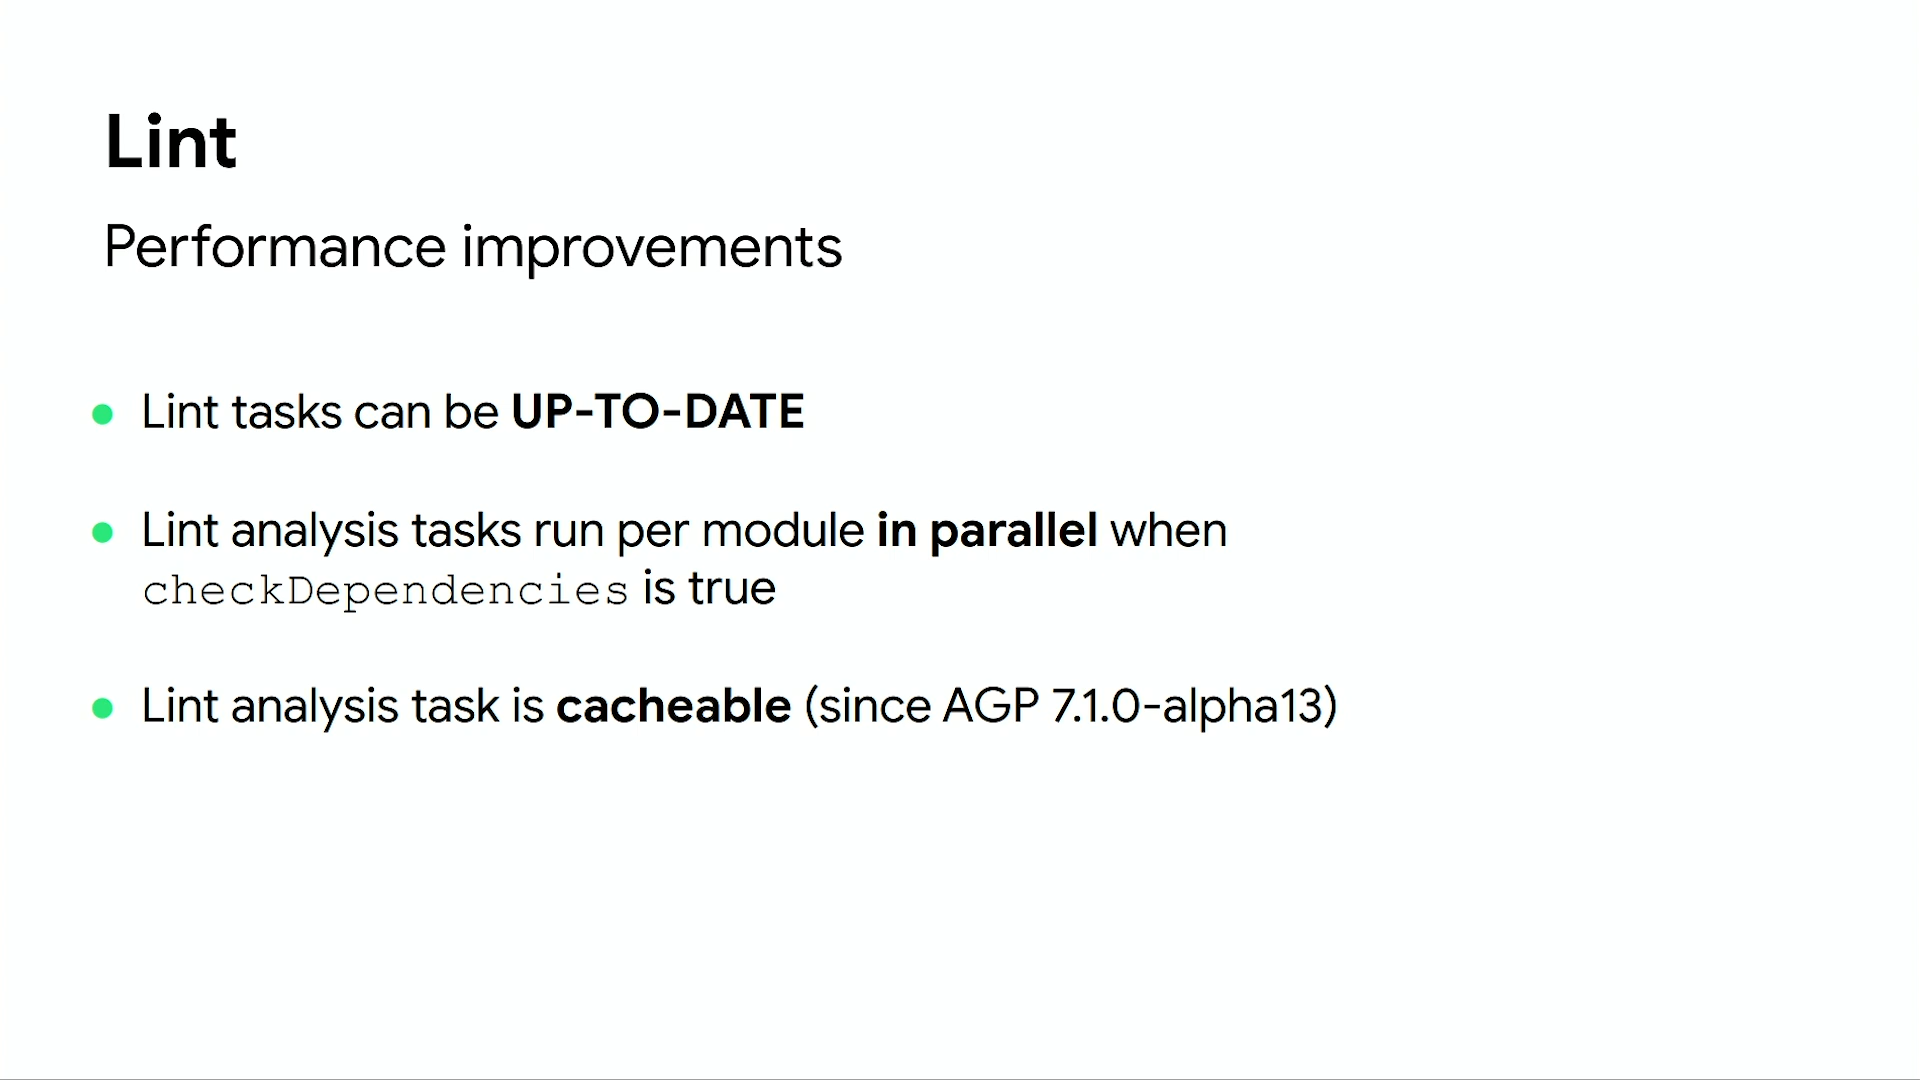 Lint
Performance improvements
Lint tasks can be UP-TO-DATE
Lint analysis tasks run per module in parallel when
checkDependencies is true
Lint analysis task is cacheable (since AGP 7.1.0-alpha13)